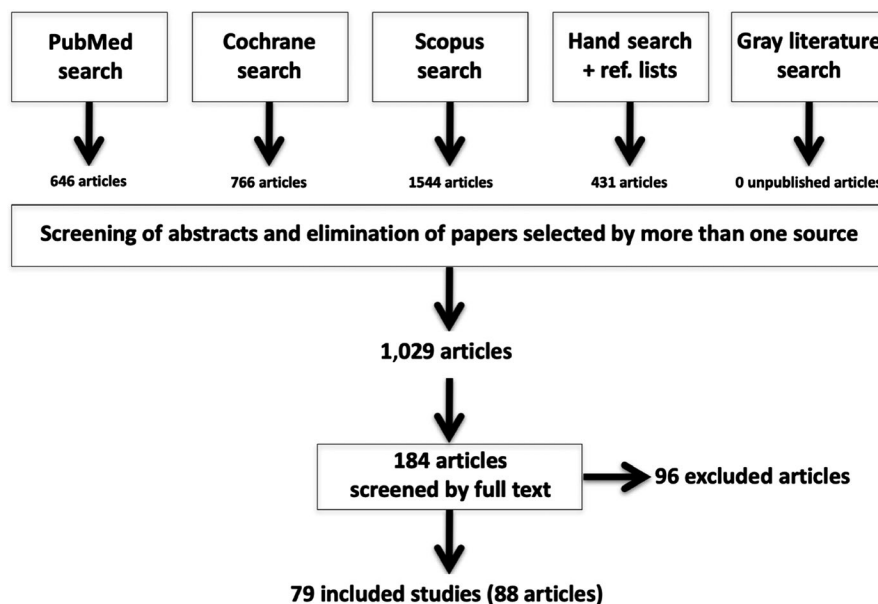 PubMed
search
Cochrane
search
Scopus
search
Hand search
+ ref. lists
Gray literature
search
646 articles
766 articles
1544 articles
431 articles
0 unpublished articles
Screening of abstracts and elimination of papers selected by more than one source
1,029 articles
184 articles
screened by full text
96 excluded articles
79 included studies (88 articles)